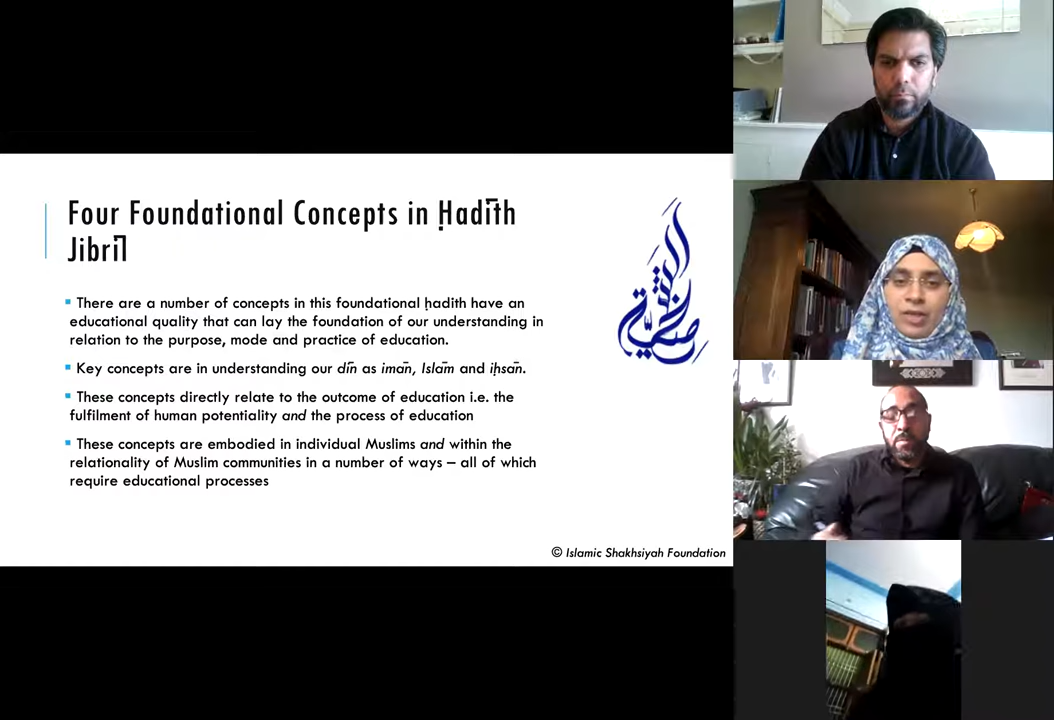 Four Foundational Concepts in Ḥadīth
Jibrīl
There are a number of concepts in this foundational ḥadith have an
educational quality that can lay the foundation of our understanding in
relation to the purpose, mode and practice of education.
Key concepts are in understanding our dīn as imān, Islām and iḥsān.
These concepts directly relate to the outcome of education i.e. the
fulfilment of human potentiality and the process of education
These concepts are embodied in individual Muslims and within the
relationality of Muslim communities in a number of ways – all of which
require educational processes
© Islamic Shakhsiyah Foundation